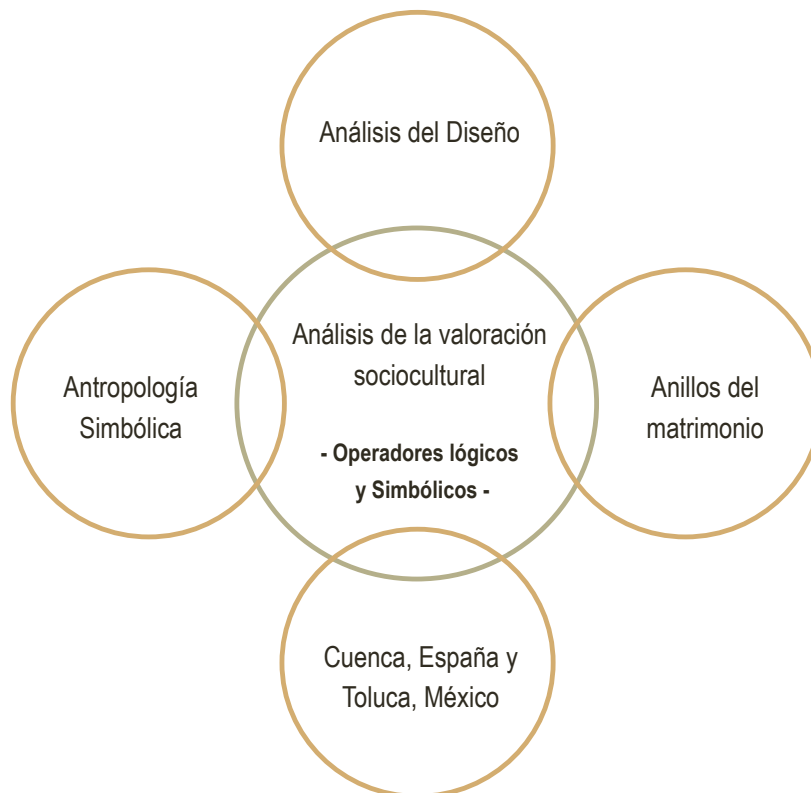 Análisis del Diseño
Análisis de la valoración
sociocultural
- Operadores lógicos
y Simbólicos -
Antropología
Simbólica
Anillos del
matrimonio
Cuenca, España y
Toluca, México